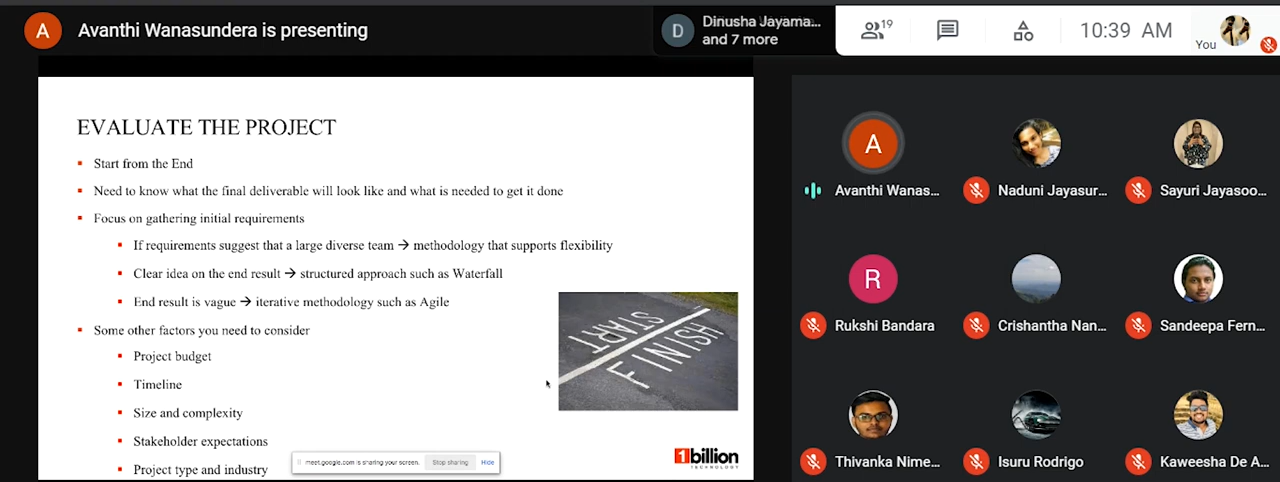 A
Avanthi Wanasundera is presenting
D
Dinusha Jayama...
and 7 more
19
10:39 AM
You
EVALUATE THE PROJECT
Start from the End
Need to know what the final deliverable will look like and what is needed to get it done
Focus on gathering initial requirements
If requirements suggest that a large diverse team → methodology that supports flexibility
Clear idea on the end result → structured approach such as Waterfall
End result is vague → iterative methodology such as Agile
Some other factors you need to consider
Project budget
Timeline
Size and complexity
Stakeholder expectations
Project type and industry
START
FINISH
meet.google.com is sharing your screen.
Stop sharing
Hide
1billion
TECHNOLOGY
A
Avanthi Wanas...
Naduni Jayasur...
Sayuri Jayasoo...
R
Rukshi Bandara
Crishantha Nan...
Sandeepa Fern...
Thivanka Nime...
Isuru Rodrigo
Kaweesha De A...